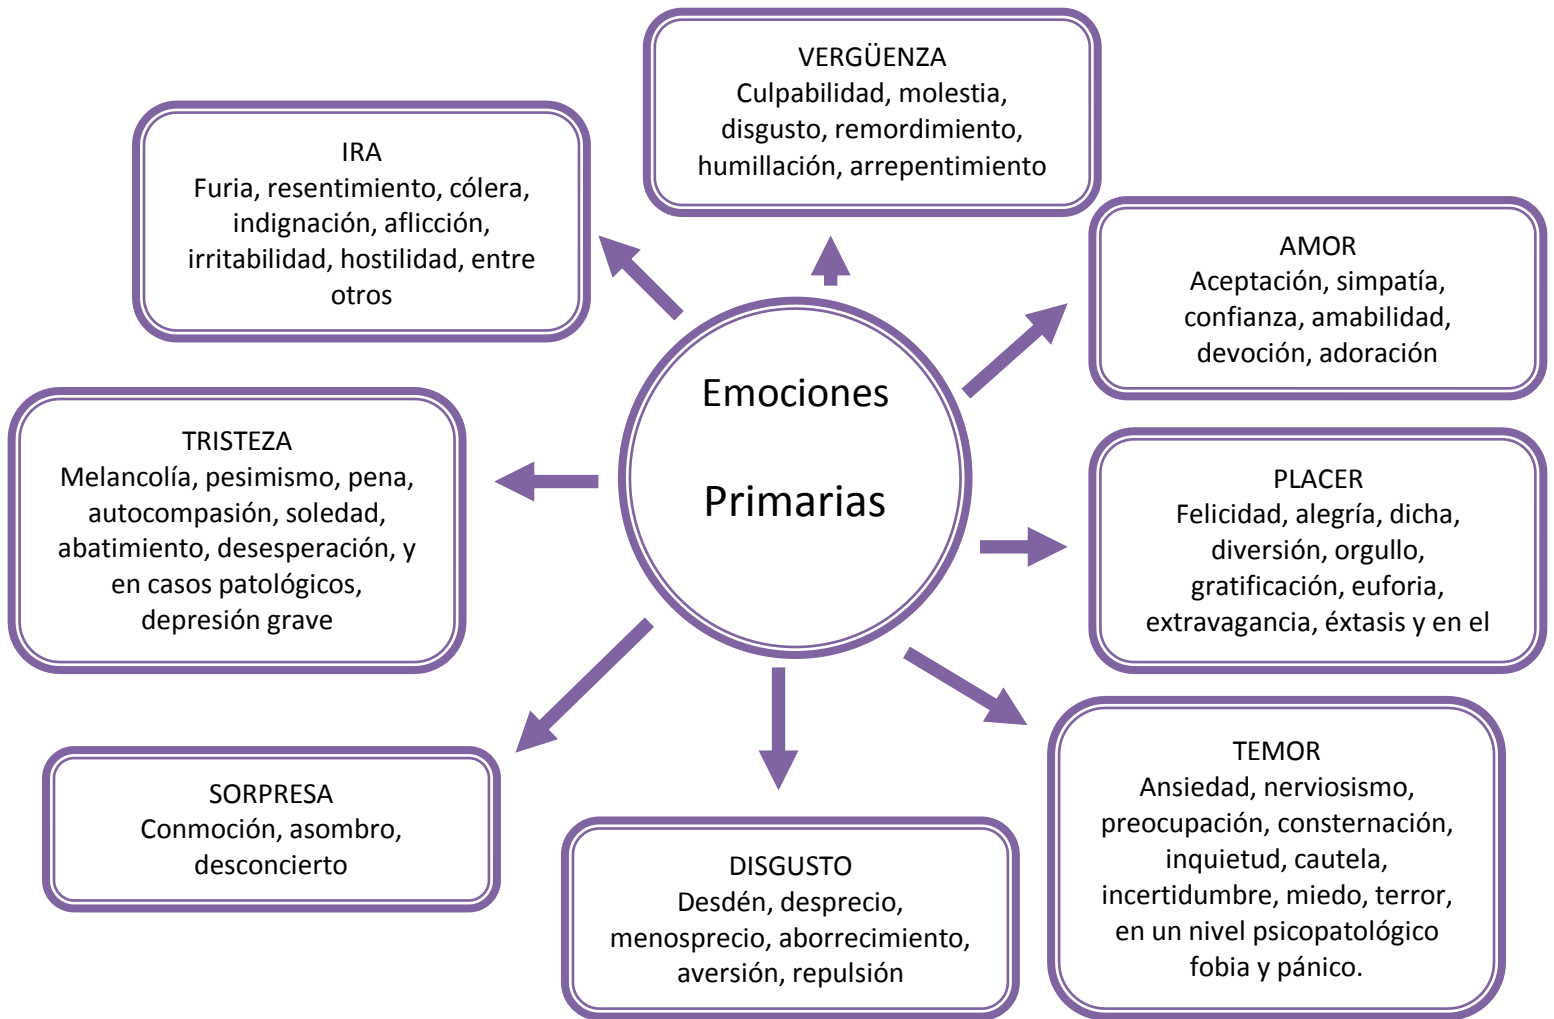 VERGÜENZA
Culpabilidad, molestia,
disgusto, remordimiento,
humillación, arrepentimiento
IRA
Furia, resentimiento, cólera,
indignación, aflicción,
irritabilidad, hostilidad, entre
otros
AMOR
Aceptación, simpatía,
confianza, amabilidad,
devoción, adoración
Emociones
Primarias
TRISTEZA
Melancolía, pesimismo, pena,
autocompasión, soledad,
abatimiento, desesperación, y
en casos patológicos,
depresión grave
PLACER
Felicidad, alegría, dicha,
diversión, orgullo,
gratificación, euforia,
extravagancia, éxtasis y en el
SORPRESA
Conmoción, asombro,
desconcierto
DISGUSTO
Desdén, desprecio,
menosprecio, aborrecimiento,
aversión, repulsión
TEMOR
Ansiedad, nerviosismo,
preocupación, consternación,
inquietud, cautela,
incertidumbre, miedo, terror,
en un nivel psicopatológico
fobia y pánico.